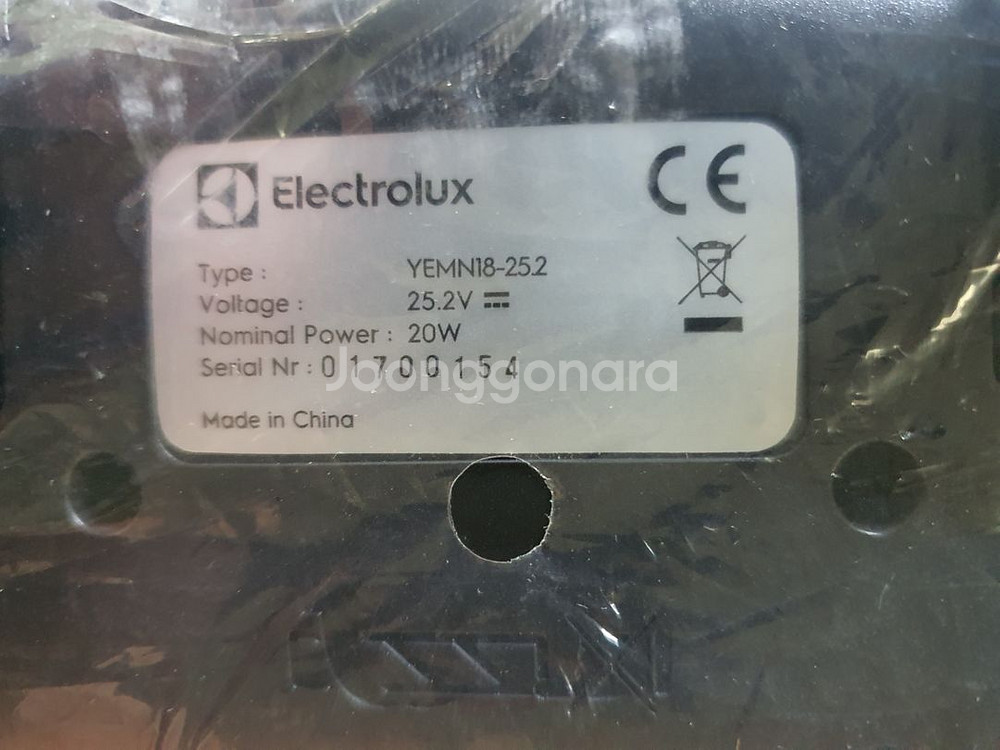 Electrolux
CE
Type : YEMN18-25.2
Voltage : 25.2V
Nominal Power : 20W
Serial Nr : 01700154
Joonggonara
Made in China